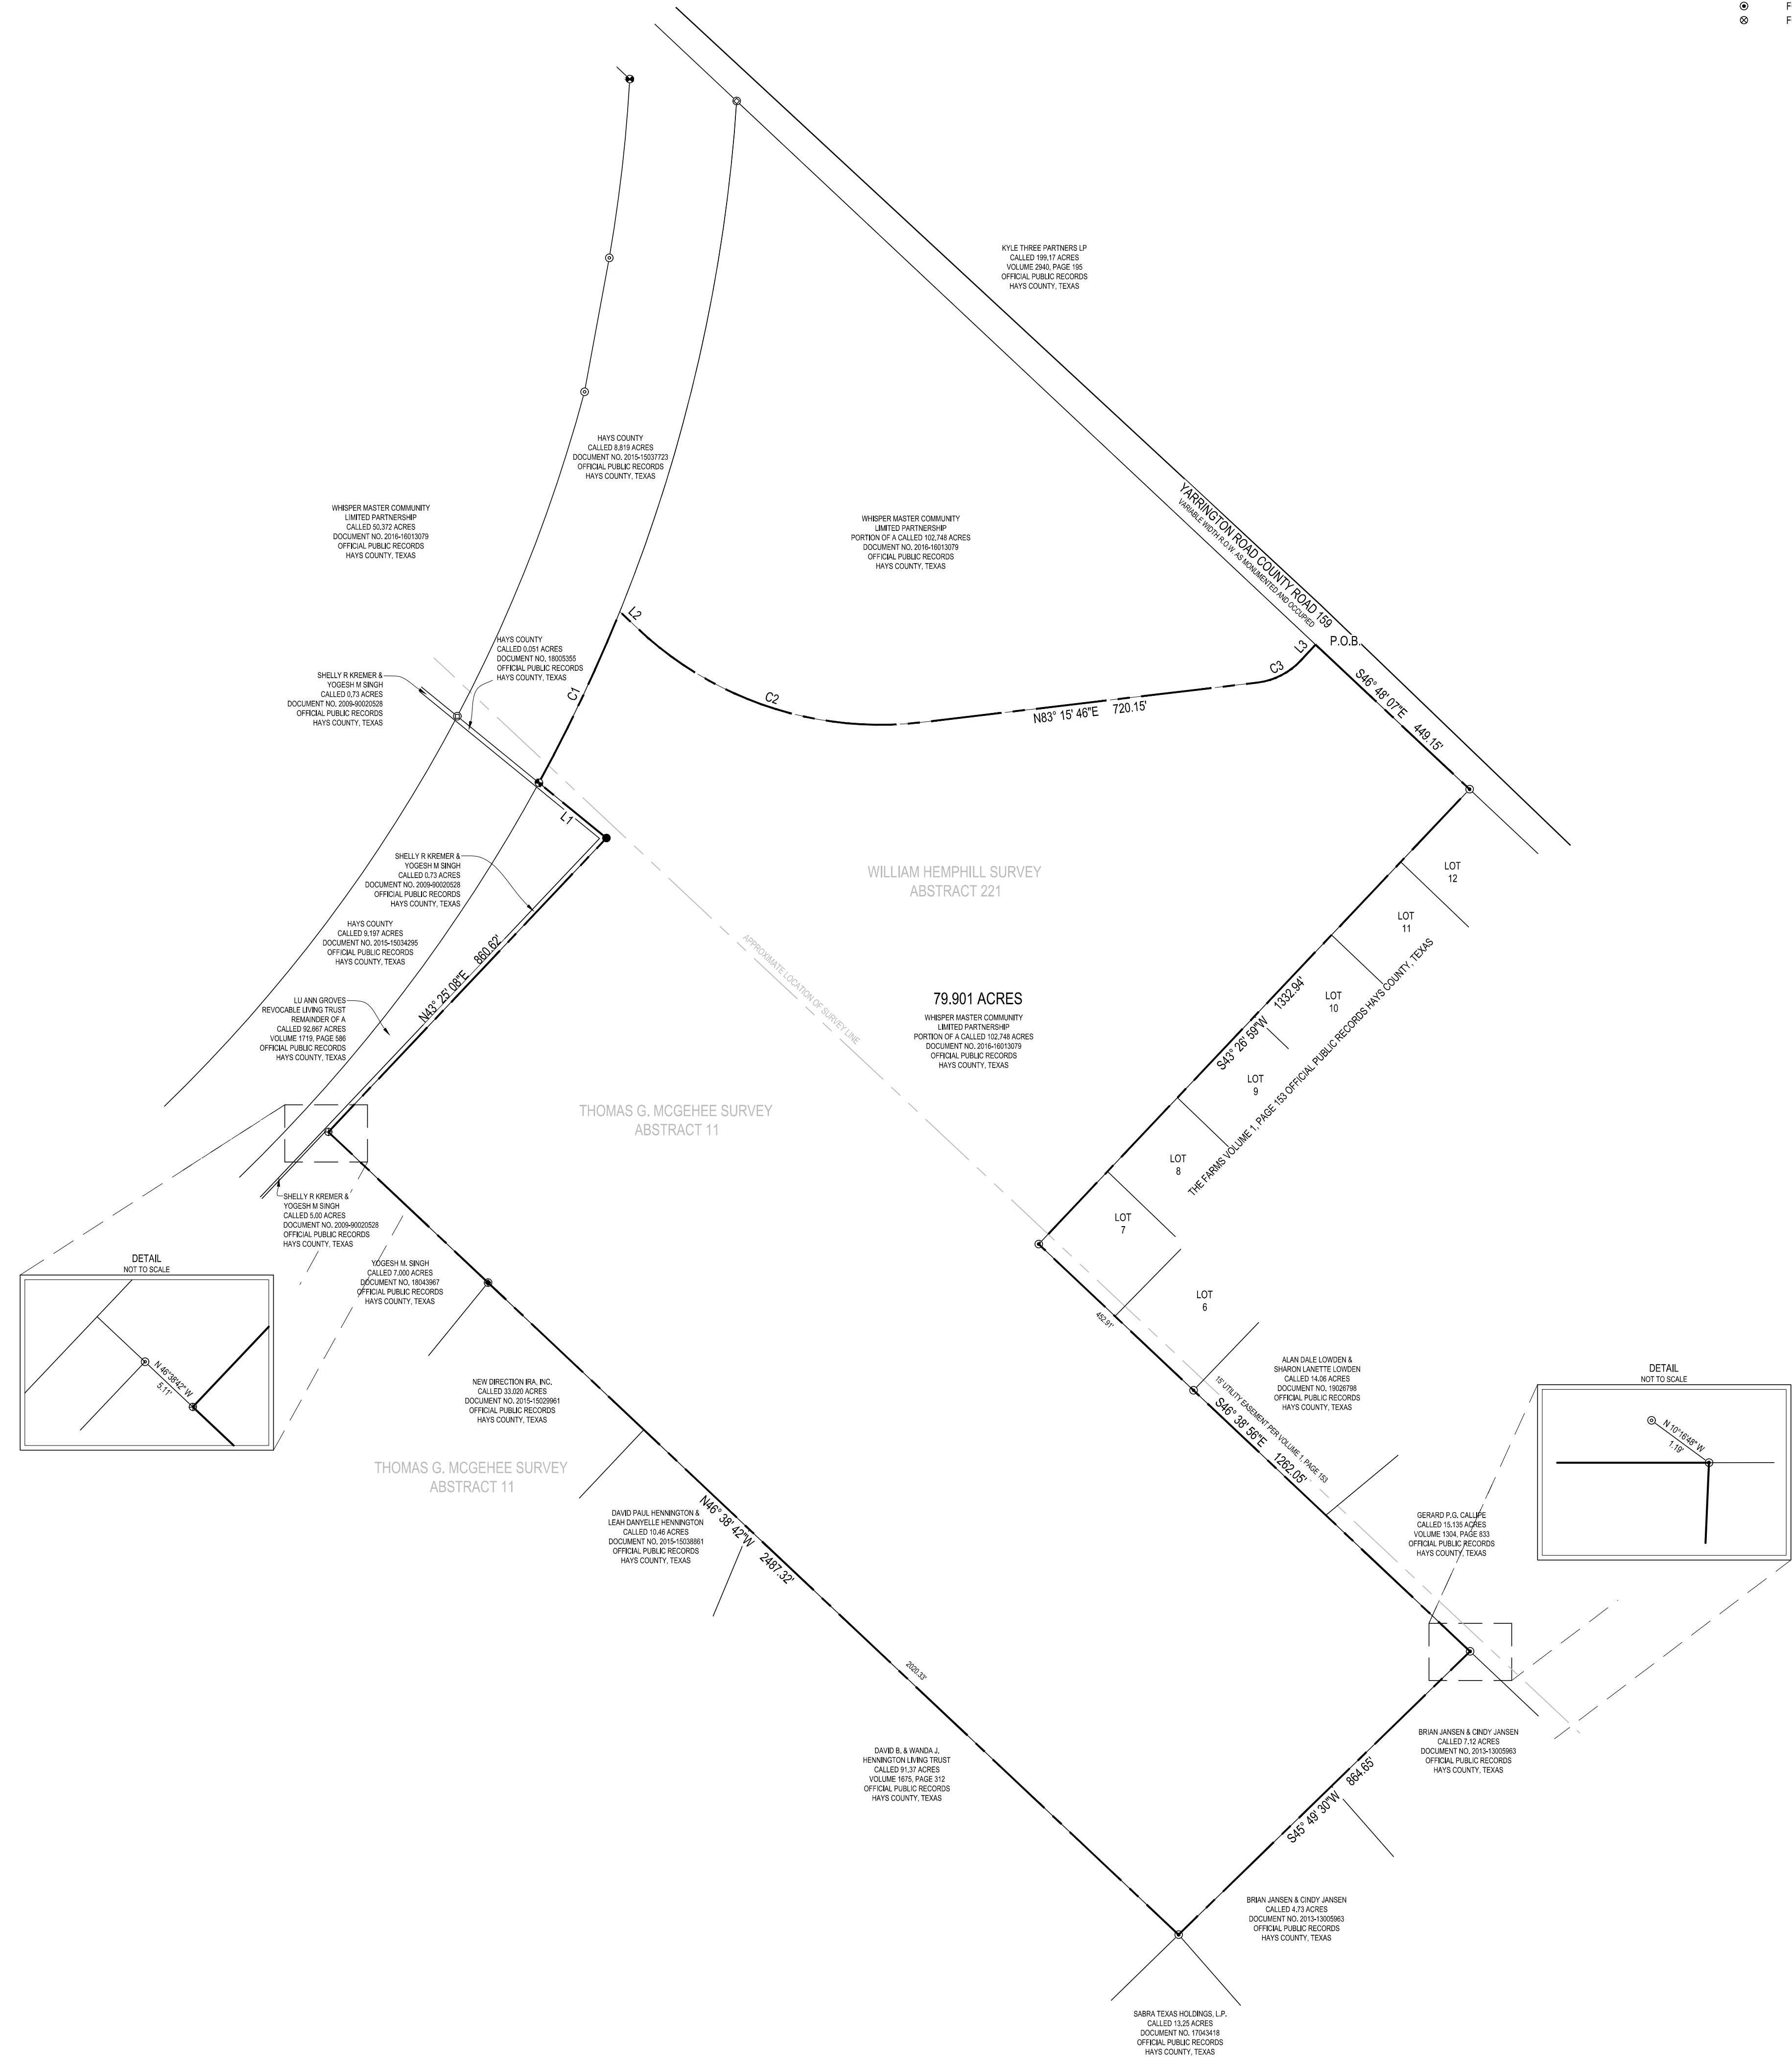 F
F
KYLE THREE PARTNERS LP
CALLED 199.17 ACRES
VOLUME 2940, PAGE 195
OFFICIAL PUBLIC RECORDS
HAYS COUNTY, TEXAS
HAYS COUNTY
CALLED 8.819 ACRES
DOCUMENT NO. 2015-15037723
OFFICIAL PUBLIC RECORDS
HAYS COUNTY, TEXAS
WHISPER MASTER COMMUNITY
LIMITED PARTNERSHIP
CALLED 50.372 ACRES
DOCUMENT NO. 2016-16013079
OFFICIAL PUBLIC RECORDS
HAYS COUNTY, TEXAS
WHISPER MASTER COMMUNITY
LIMITED PARTNERSHIP
PORTION OF A CALLED 102.748 ACRES
DOCUMENT NO. 2016-16013079
OFFICIAL PUBLIC RECORDS
HAYS COUNTY, TEXAS
YARRINGTON ROAD COUNTY ROAD 159
VARIABLE WIDTH R.O.W. AS MONUMENTED AND OCCUPIED
P.O.B.
L2
L3
C3
C1
C2
N83° 15' 46"E 720.15'
S46° 48' 07"E 449.15'
HAYS COUNTY
CALLED 0.051 ACRES
DOCUMENT NO. 18005355
OFFICIAL PUBLIC RECORDS
HAYS COUNTY, TEXAS
SHELLY R KREMER &
YOGESH M SINGH
CALLED 0.73 ACRES
DOCUMENT NO. 2009-90020528
OFFICIAL PUBLIC RECORDS
HAYS COUNTY, TEXAS
L1
SHELLY R KREMER &
YOGESH M SINGH
CALLED 0.73 ACRES
DOCUMENT NO. 2009-90020528
OFFICIAL PUBLIC RECORDS
HAYS COUNTY, TEXAS
WILLIAM HEMPHILL SURVEY
ABSTRACT 221
LOT
12
LOT
11
LOT
10
LOT
9
LOT
8
LOT
7
LOT
6
HAYS COUNTY
CALLED 9.197 ACRES
DOCUMENT NO. 2015-15034295
OFFICIAL PUBLIC RECORDS
HAYS COUNTY, TEXAS
N43° 25' 08"E 860.62'
APPROXIMATE LOCATION OF SURVEY LINE
S43° 26' 59"W 1332.94'
THE FARMS VOLUME 1, PAGE 153 OFFICIAL PUBLIC RECORDS HAYS COUNTY, TEXAS
LU ANN GROVES
REVOCABLE LIVING TRUST
REMAINDER OF A
CALLED 92.667 ACRES
VOLUME 1719, PAGE 586
OFFICIAL PUBLIC RECORDS
HAYS COUNTY, TEXAS
79.901 ACRES
WHISPER MASTER COMMUNITY
LIMITED PARTNERSHIP
PORTION OF A CALLED 102.748 ACRES
DOCUMENT NO. 2016-16013079
OFFICIAL PUBLIC RECORDS
HAYS COUNTY, TEXAS
THOMAS G. MCGEHEE SURVEY
ABSTRACT 11
SHELLY R KREMER &
YOGESH M SINGH
CALLED 5.00 ACRES
DOCUMENT NO. 2009-90020528
OFFICIAL PUBLIC RECORDS
HAYS COUNTY, TEXAS
DETAIL
NOT TO SCALE
N 46°38'42" W
5.11'
YOGESH M. SINGH
CALLED 7.000 ACRES
DOCUMENT NO. 18043967
OFFICIAL PUBLIC RECORDS
HAYS COUNTY, TEXAS
452.91'
NEW DIRECTION IRA, INC.
CALLED 33.020 ACRES
DOCUMENT NO. 2015-15029961
OFFICIAL PUBLIC RECORDS
HAYS COUNTY, TEXAS
ALAN DALE LOWDEN &
SHARON LANETTE LOWDEN
CALLED 14.06 ACRES
DOCUMENT NO. 19026798
OFFICIAL PUBLIC RECORDS
HAYS COUNTY, TEXAS
15' UTILITY EASEMENT PER VOLUME 1, PAGE 153
S46° 38' 56"E 1262.05'
DETAIL
NOT TO SCALE
N 10°16'48" W
1.19'
THOMAS G. MCGEHEE SURVEY
ABSTRACT 11
DAVID PAUL HENNINGTON &
LEAH DANYELLE HENNINGTON
CALLED 10.46 ACRES
DOCUMENT NO. 2015-15038861
OFFICIAL PUBLIC RECORDS
HAYS COUNTY, TEXAS
N46° 38' 42"W 2487.32'
GERARD P.G. CALLIPE
CALLED 15.135 ACRES
VOLUME 1304, PAGE 833
OFFICIAL PUBLIC RECORDS
HAYS COUNTY, TEXAS
2020.33'
DAVID B. & WANDA J.
HENNINGTON LIVING TRUST
CALLED 91.37 ACRES
VOLUME 1675, PAGE 312
OFFICIAL PUBLIC RECORDS
HAYS COUNTY, TEXAS
BRIAN JANSEN & CINDY JANSEN
CALLED 7.12 ACRES
DOCUMENT NO. 2013-13005963
OFFICIAL PUBLIC RECORDS
HAYS COUNTY, TEXAS
S45° 49' 30"W 864.65'
BRIAN JANSEN & CINDY JANSEN
CALLED 4.73 ACRES
DOCUMENT NO. 2013-13005963
OFFICIAL PUBLIC RECORDS
HAYS COUNTY, TEXAS
SABRA TEXAS HOLDINGS, L.P.
CALLED 13.25 ACRES
DOCUMENT NO. 17043418
OFFICIAL PUBLIC RECORDS
HAYS COUNTY, TEXAS